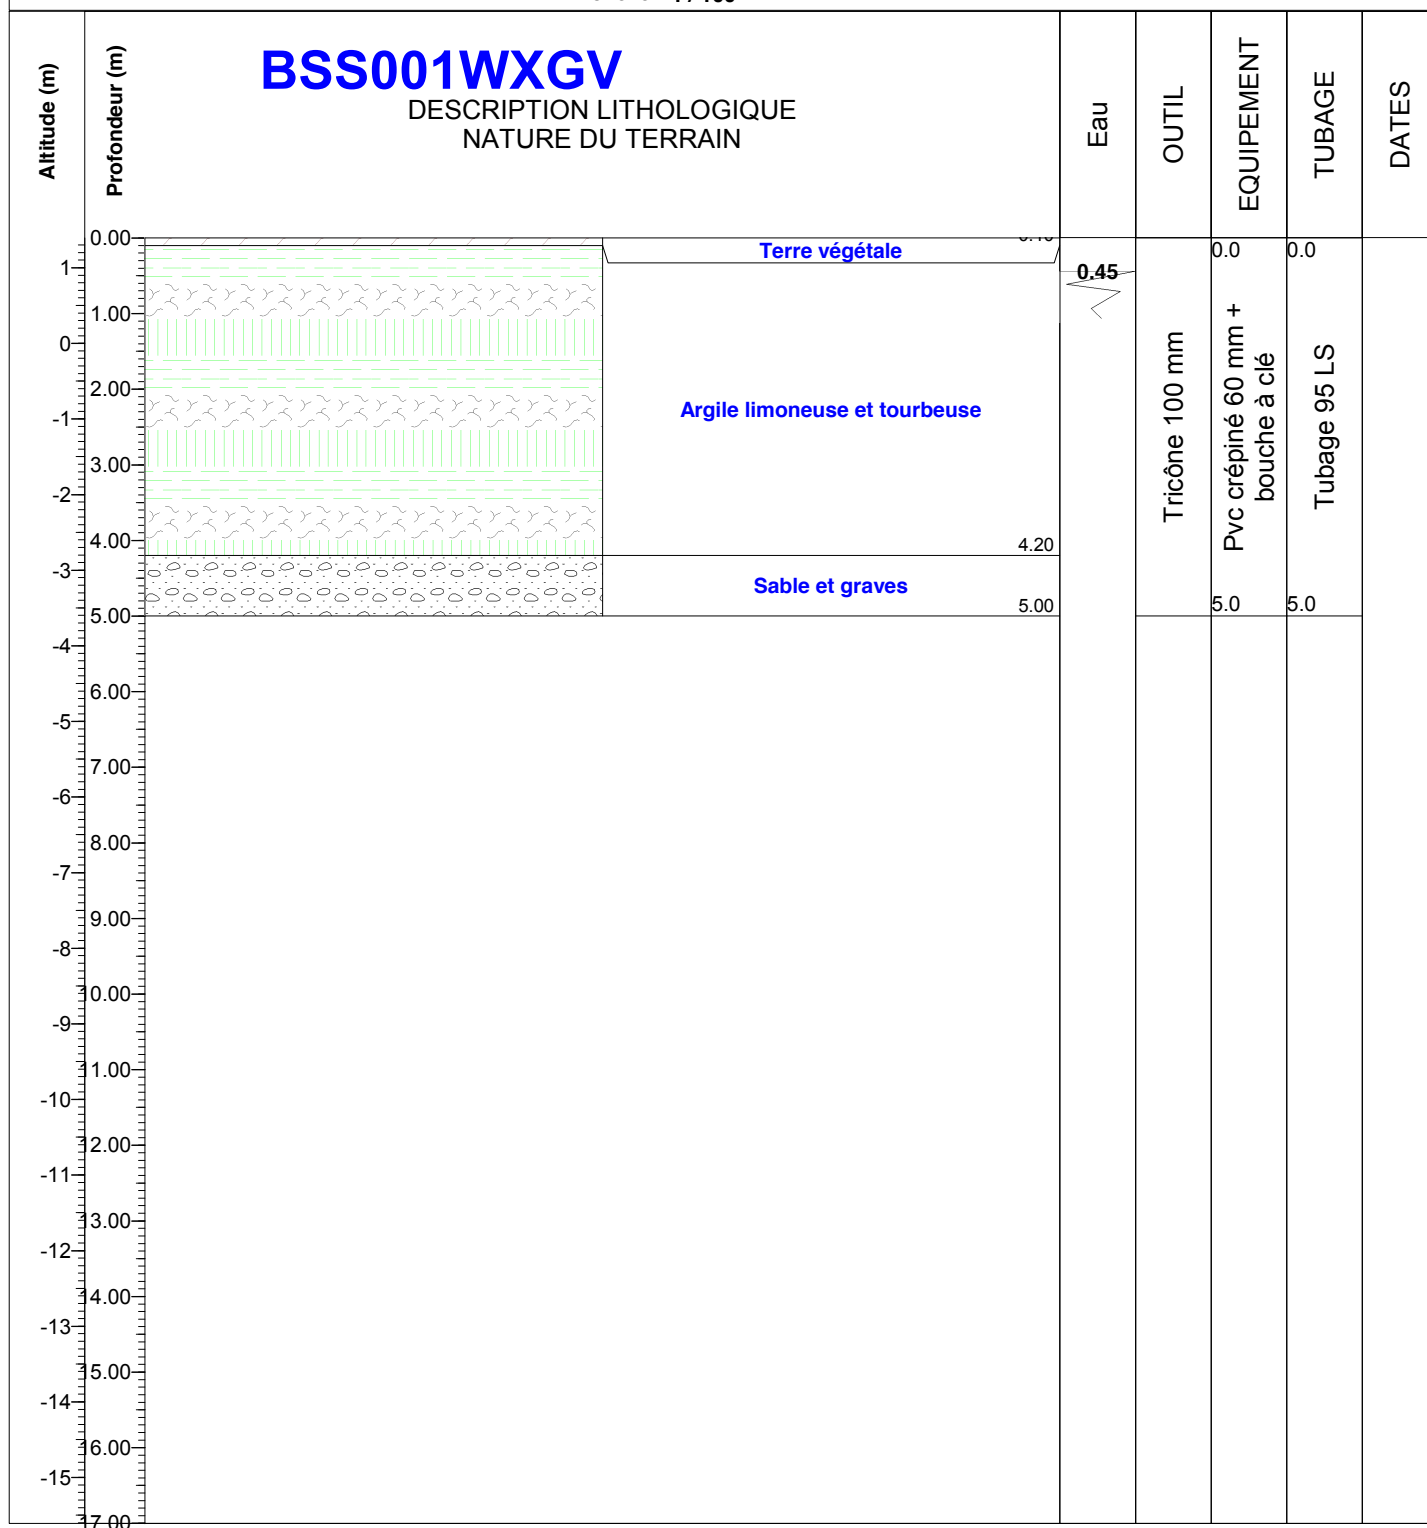 BSS001WXGV
DESCRIPTION LITHOLOGIQUE
NATURE DU TERRAIN
Altitude (m)
Profondeur (m)
Eau
OUTIL
EQUIPEMENT
TUBAGE
DATES
0.00
1.00
2.00
3.00
4.00
5.00
6.00
7.00
8.00
9.00
10.00
11.00
12.00
13.00
14.00
15.00
16.00
17.00
1
0
-1
-2
-3
-4
-5
-6
-7
-8
-9
-10
-11
-12
-13
-14
-15
Terre végétale
Argile limoneuse et tourbeuse
4.20
Sable et graves
5.00
0.45
Tricône 100 mm
0.0
Pvc crépiné 60 mm +
bouche à clé
5.0
0.0
Tubage 95 LS
5.0